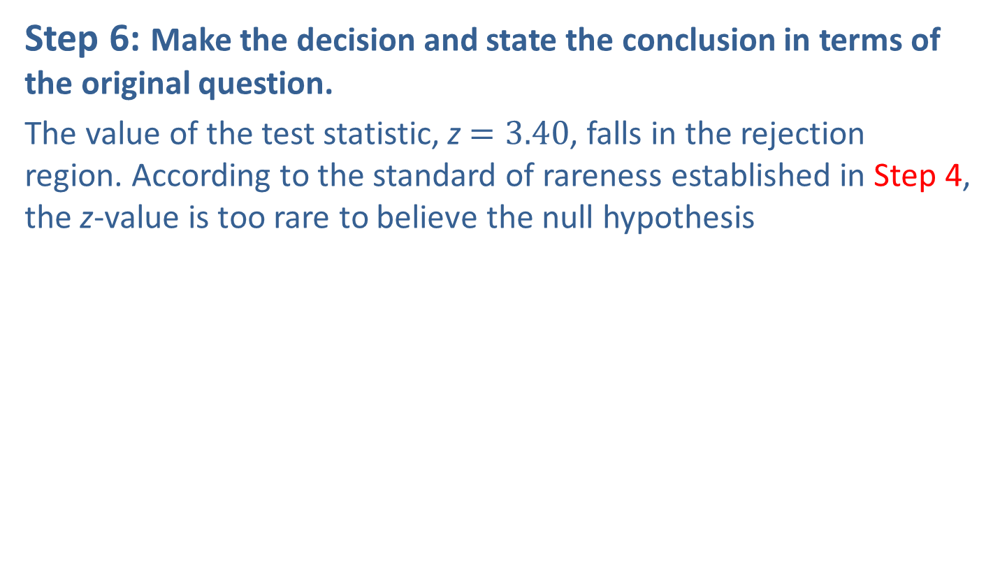 Step 6: Make the decision and state the conclusion in terms of
the original question.
The value of the test statistic, z = 3.40, falls in the rejection
region. According to the standard of rareness established in Step 4,
the z-value is too rare to believe the null hypothesis